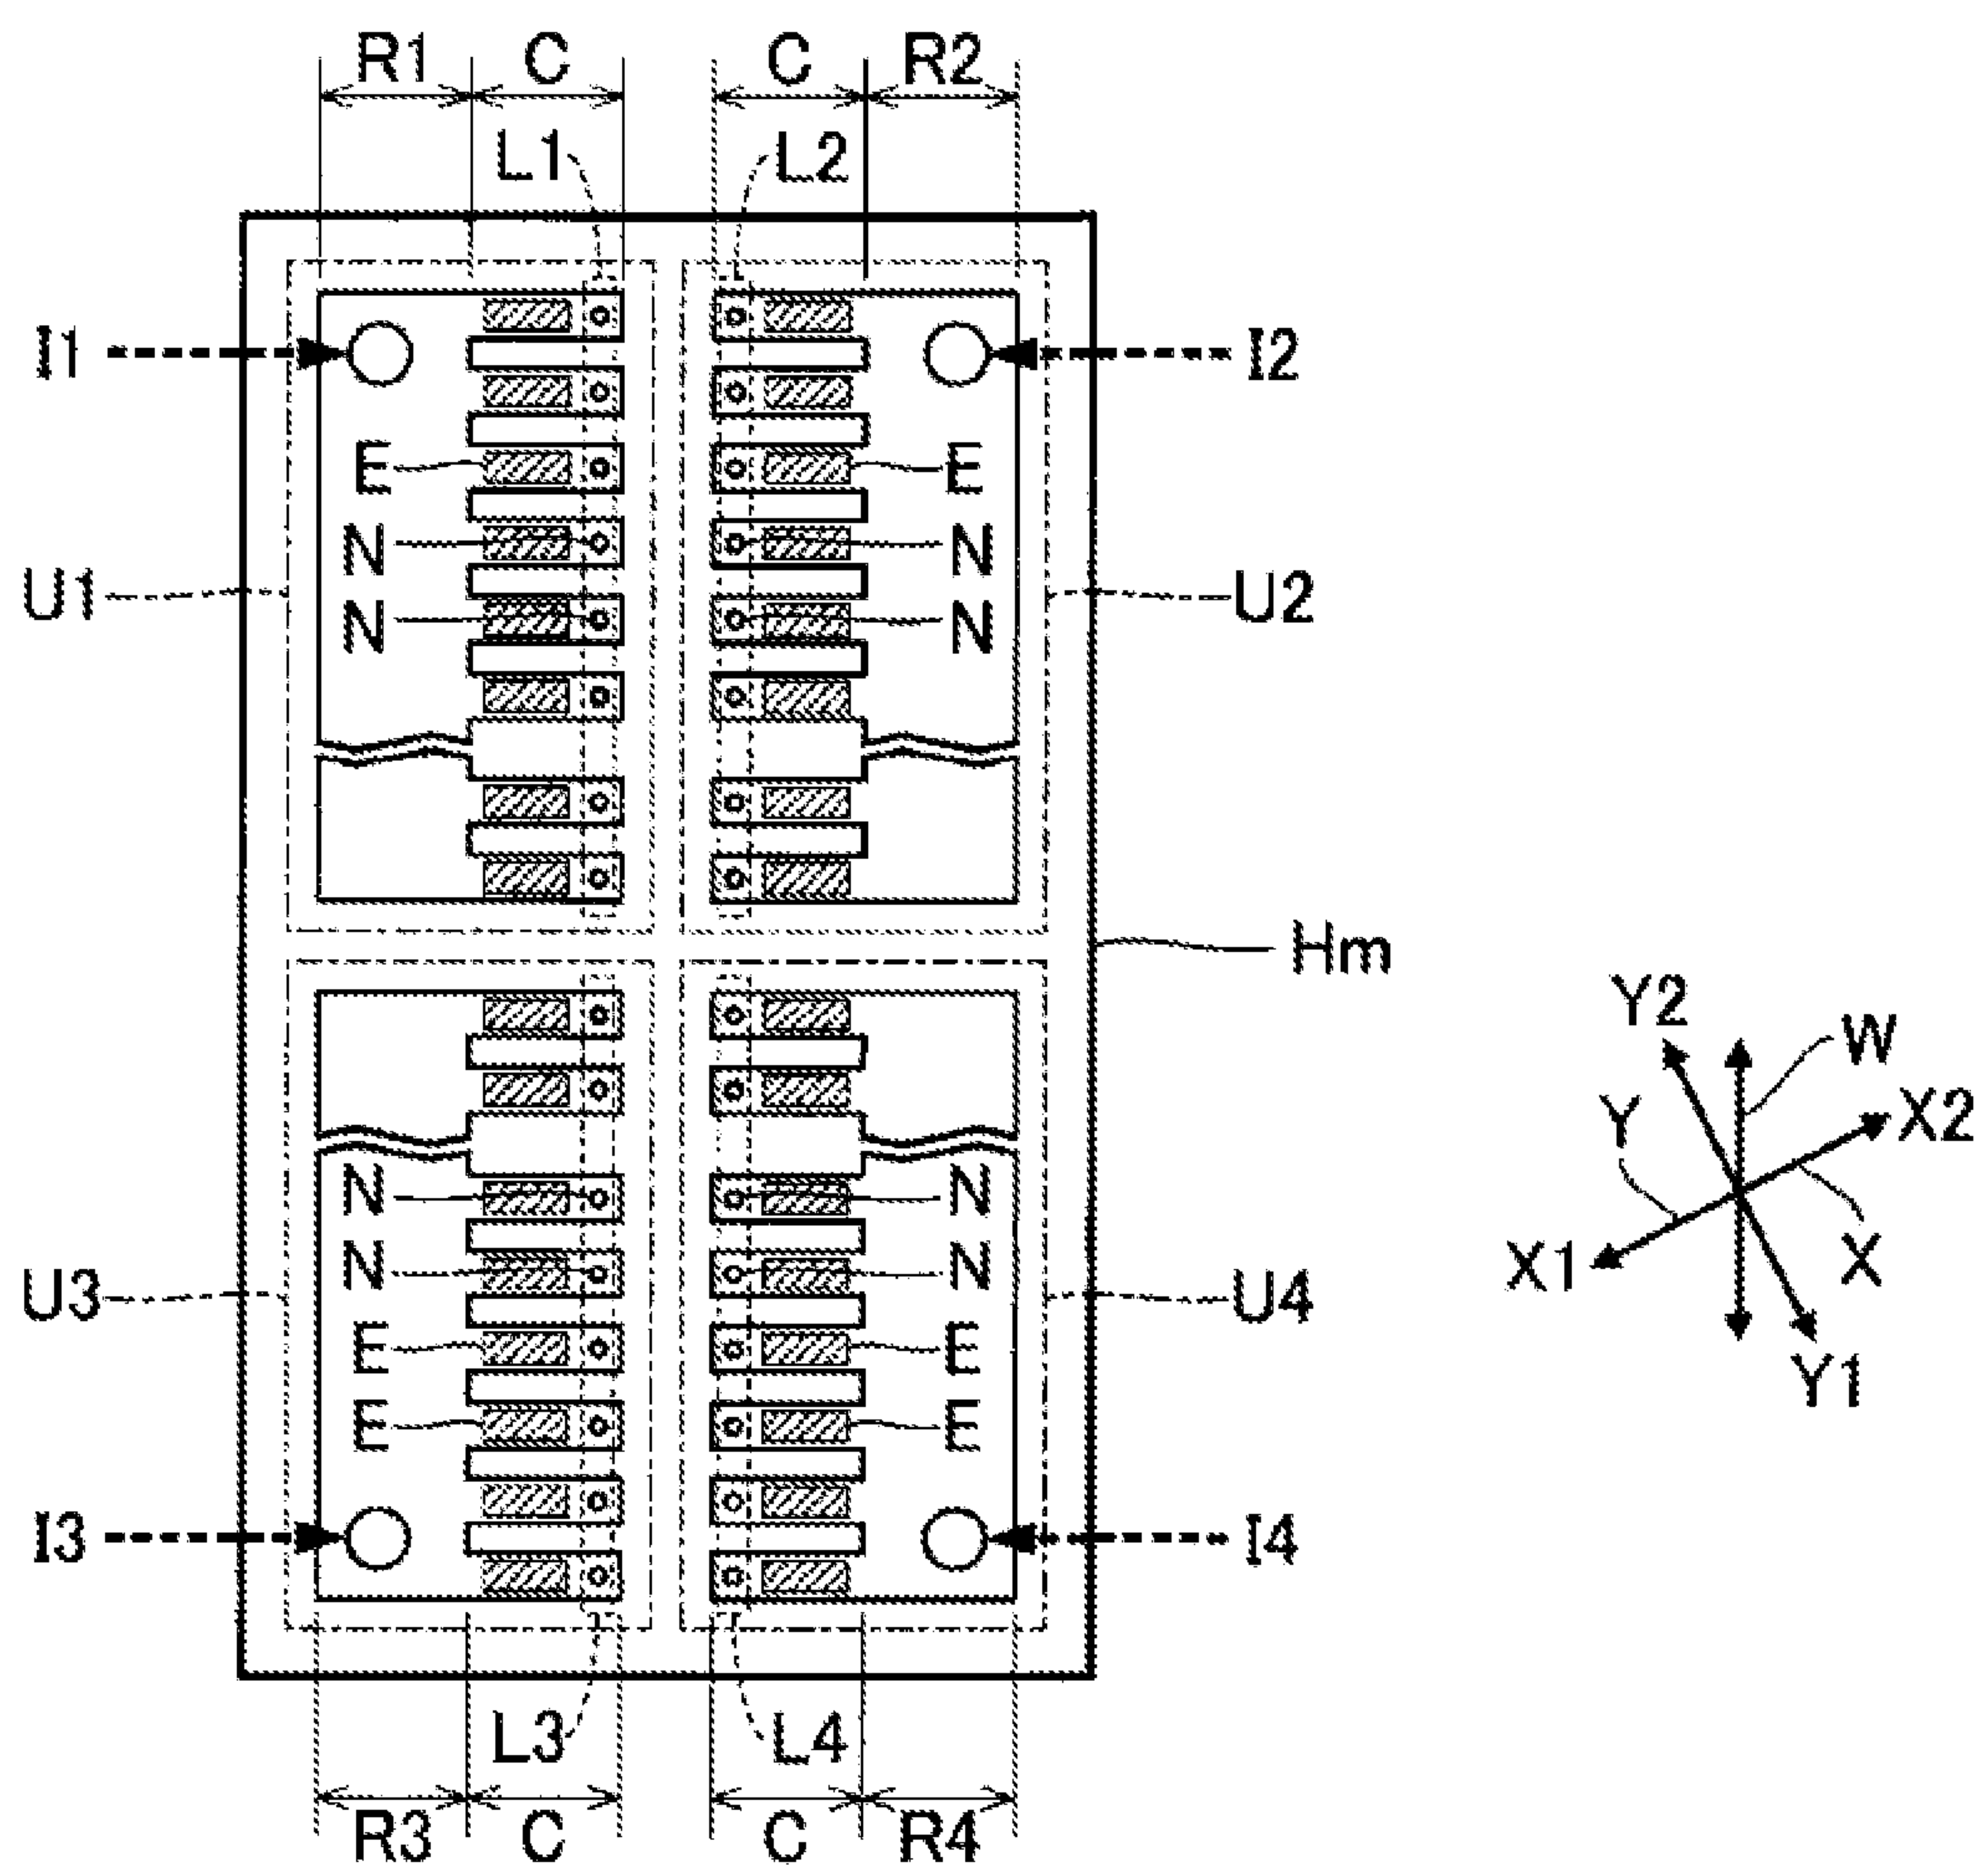 R1 C C R2
L1 L2
I1 I2
E E
N N
U1 U2
N N
Hm
Y2 W
Y X2
N N
N N
X1 X
U3 U4
E E
Y1
E E
I3 I4
L3 L4
R3 C C R4